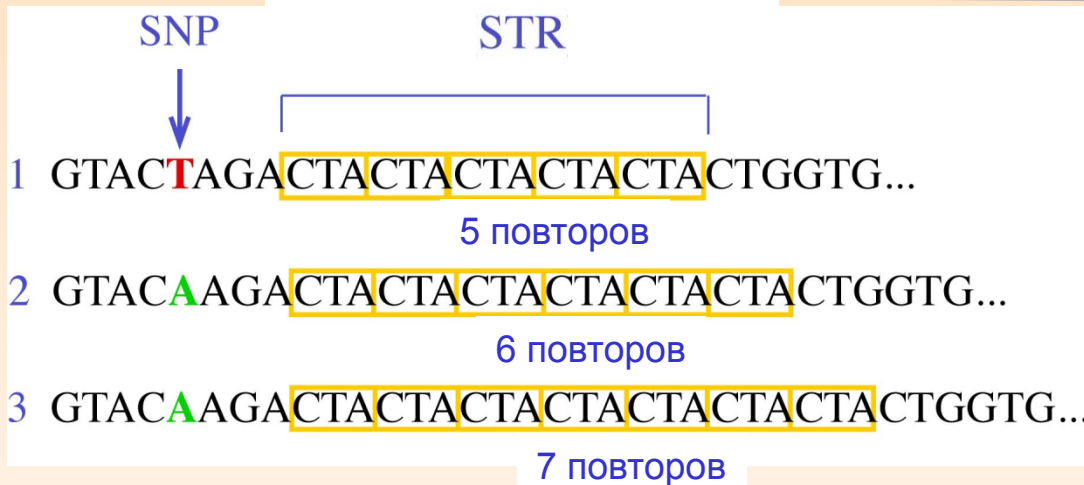 SNP STR
1 GTACTAGACTACTACTACTACTACTGGTG...
5 повторов
2 GTACAAGACTACTACTACTACTACTACTGGTG...
6 повторов
3 GTACAAGACTACTACTACTACTACTACTACTGGTG...
7 повторов